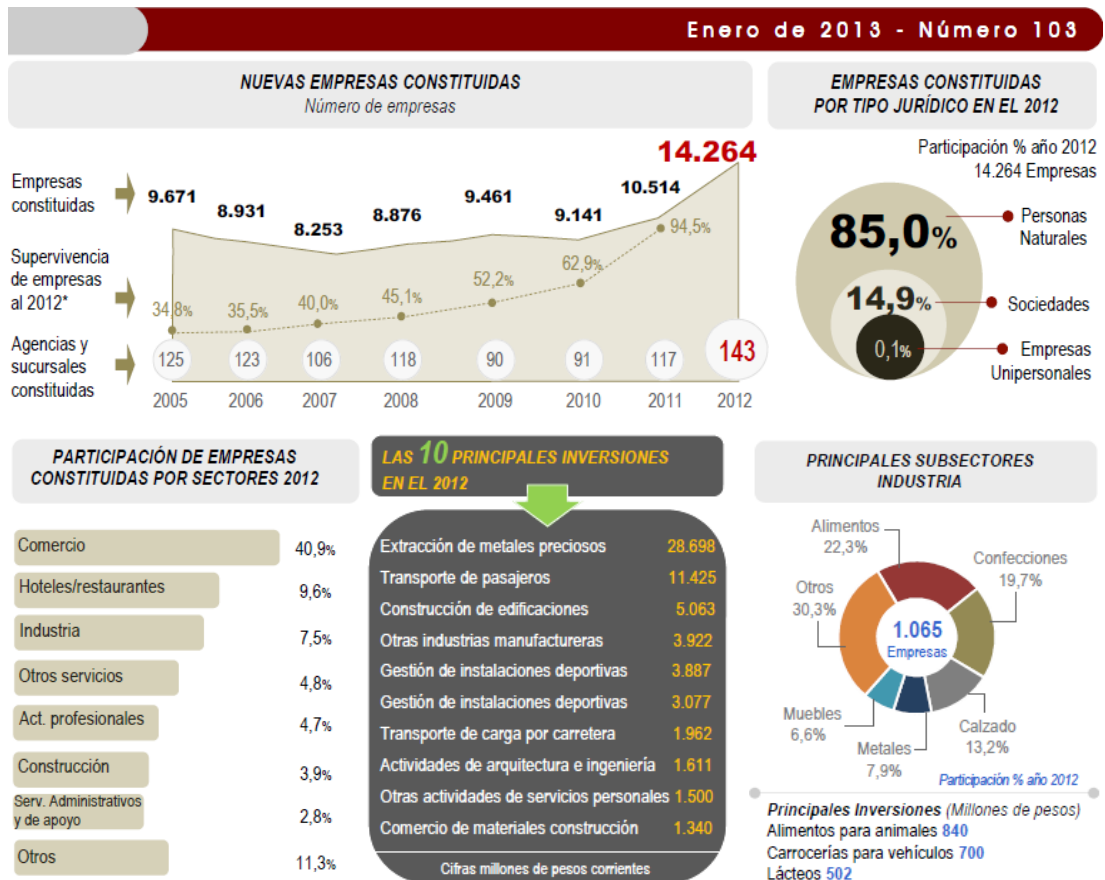 Enero de 2013 - Número 103
NUEVAS EMPRESAS CONSTITUIDAS
Número de empresas
Empresas
constituidas
9.671
8.931
8.253
8.876
9.461
9.141
10.514
14.264
Supervivencia
de empresas
al 2012*
34,8%
35,5%
40,0%
45,1%
52,2%
62,9%
94,5%
Agencias y
sucursales
constituidas
125
123
106
118
90
91
117
143
2005
2006
2007
2008
2009
2010
2011
2012
EMPRESAS CONSTITUIDAS
POR TIPO JURÍDICO EN EL 2012
Participación % año 2012
14.264 Empresas
85,0%
Personas
Naturales
14,9%
Sociedades
0,1%
Empresas
Unipersonales
PARTICIPACIÓN DE EMPRESAS
CONSTITUIDAS POR SECTORES 2012
Comercio 40,9%
Hoteles/restaurantes 9,6%
Industria 7,5%
Otros servicios 4,8%
Act. profesionales 4,7%
Construcción 3,9%
Serv. Administrativos
y de apoyo 2,8%
Otros 11,3%
LAS 10 PRINCIPALES INVERSIONES
EN EL 2012
Extracción de metales preciosos 28.698
Transporte de pasajeros 11.425
Construcción de edificaciones 5.063
Otras industrias manufactureras 3.922
Gestión de instalaciones deportivas 3.887
Gestión de instalaciones deportivas 3.077
Transporte de carga por carretera 1.962
Actividades de arquitectura e ingeniería 1.611
Otras actividades de servicios personales 1.500
Comercio de materiales construcción 1.340
Cifras millones de pesos corrientes
PRINCIPALES SUBSECTORES
INDUSTRIA
Alimentos
22,3%
Confecciones
19,7%
Otros
30,3%
1.065
Empresas
Muebles
6,6%
Metales
7,9%
Calzado
13,2%
Participación % año 2012
Principales Inversiones (Millones de pesos)
Alimentos para animales 840
Carrocerías para vehículos 700
Lácteos 502